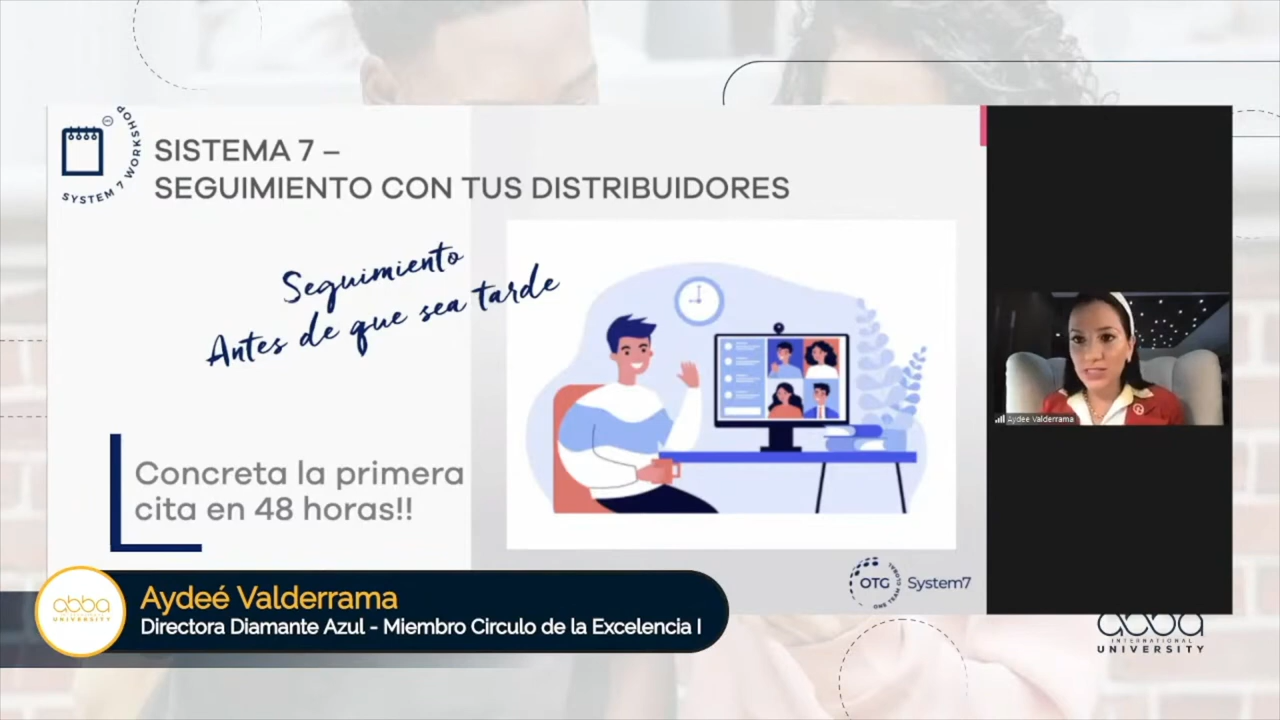 SYSTEM 7 WORKSHOP
SISTEMA 7 –
SEGUIMIENTO CON TUS DISTRIBUIDORES
Seguimiento
Antes de que sea tarde
Concreta la primera
cita en 48 horas!!
Aydee Valderrama
OTG
ONE TEAM GLOBAL
System7
abba
UNIVERSITY
Aydeé Valderrama
Directora Diamante Azul - Miembro Circulo de la Excelencia I
abba
INTERNATIONAL
UNIVERSITY